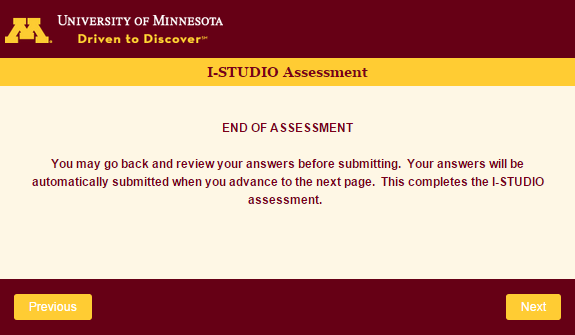 M
UNIVERSITY OF MINNESOTA
Driven to Discover℠
I-STUDIO Assessment
END OF ASSESSMENT
You may go back and review your answers before submitting.  Your answers will be
automatically submitted when you advance to the next page.  This completes the I-STUDIO
assessment.
Previous
Next